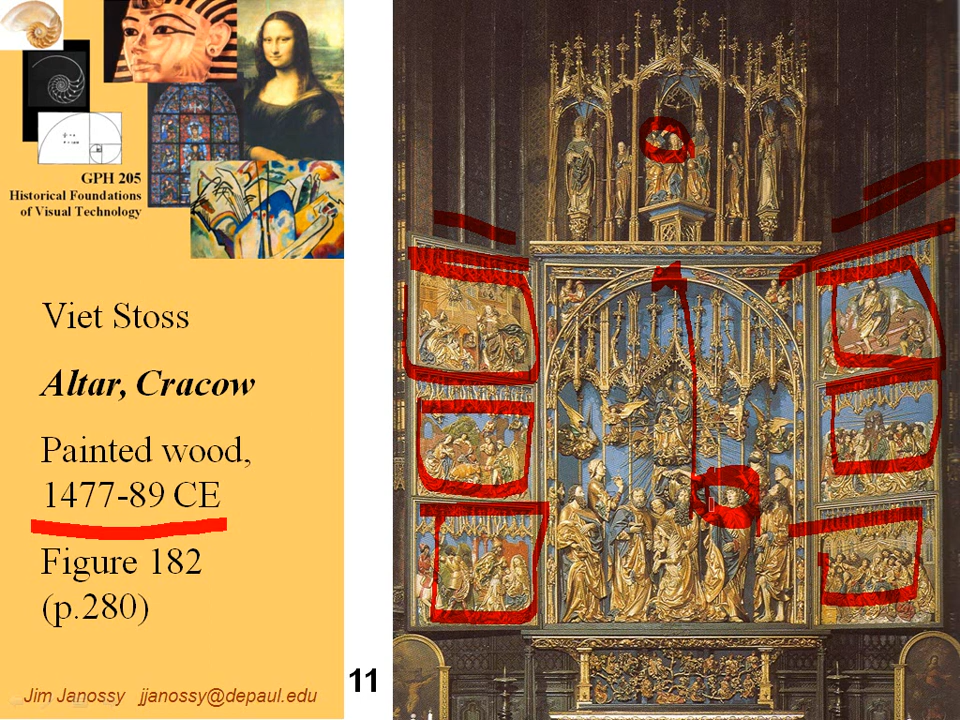 GPH 205
Historical Foundations
of Visual Technology
Viet Stoss
Altar, Cracow
Painted wood,
1477-89 CE
Figure 182
(p.280)
Jim Janossy jjanossy@depaul.edu
11